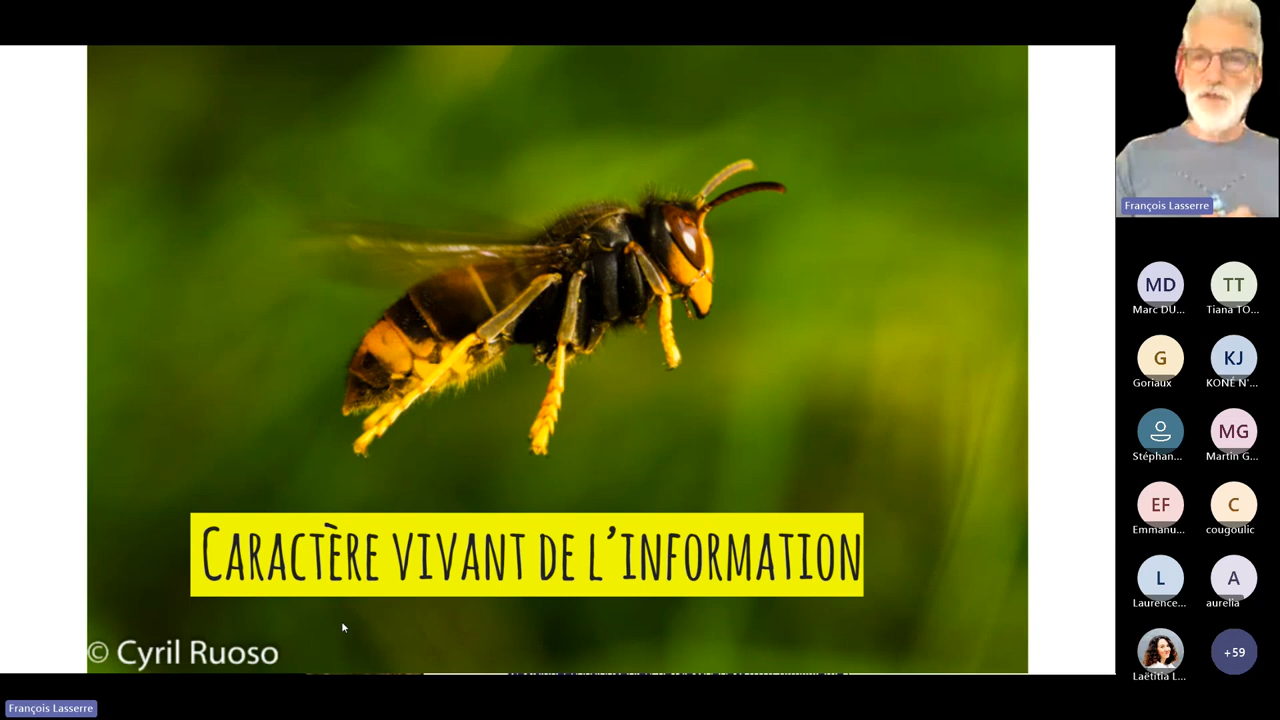 CARACTÈRE VIVANT DE L'INFORMATION
© Cyril Ruoso
François Lasserre
François Lasserre
MD
Marc DU...
TT
Tiana TO...
G
Goriaux
KJ
KONÉ N'...
Stéphan...
MG
Martin G...
EF
Emmanu...
C
cougoulic
L
Laurence...
A
aurelia
Laëtitia L...
+59